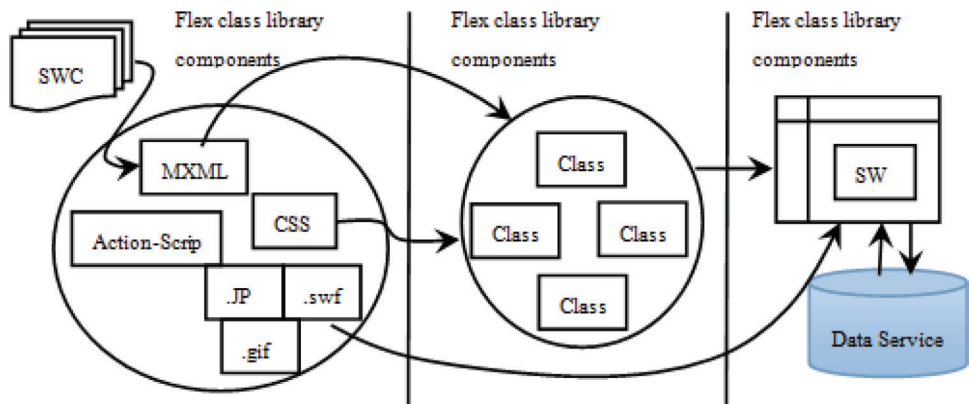 Flex class library
components
SWC
MXML
CSS
Action-Scrip
.JP
.swf
.gif
Flex class library
components
Class
Class
Class
Class
Flex class library
components
SW
Data Service